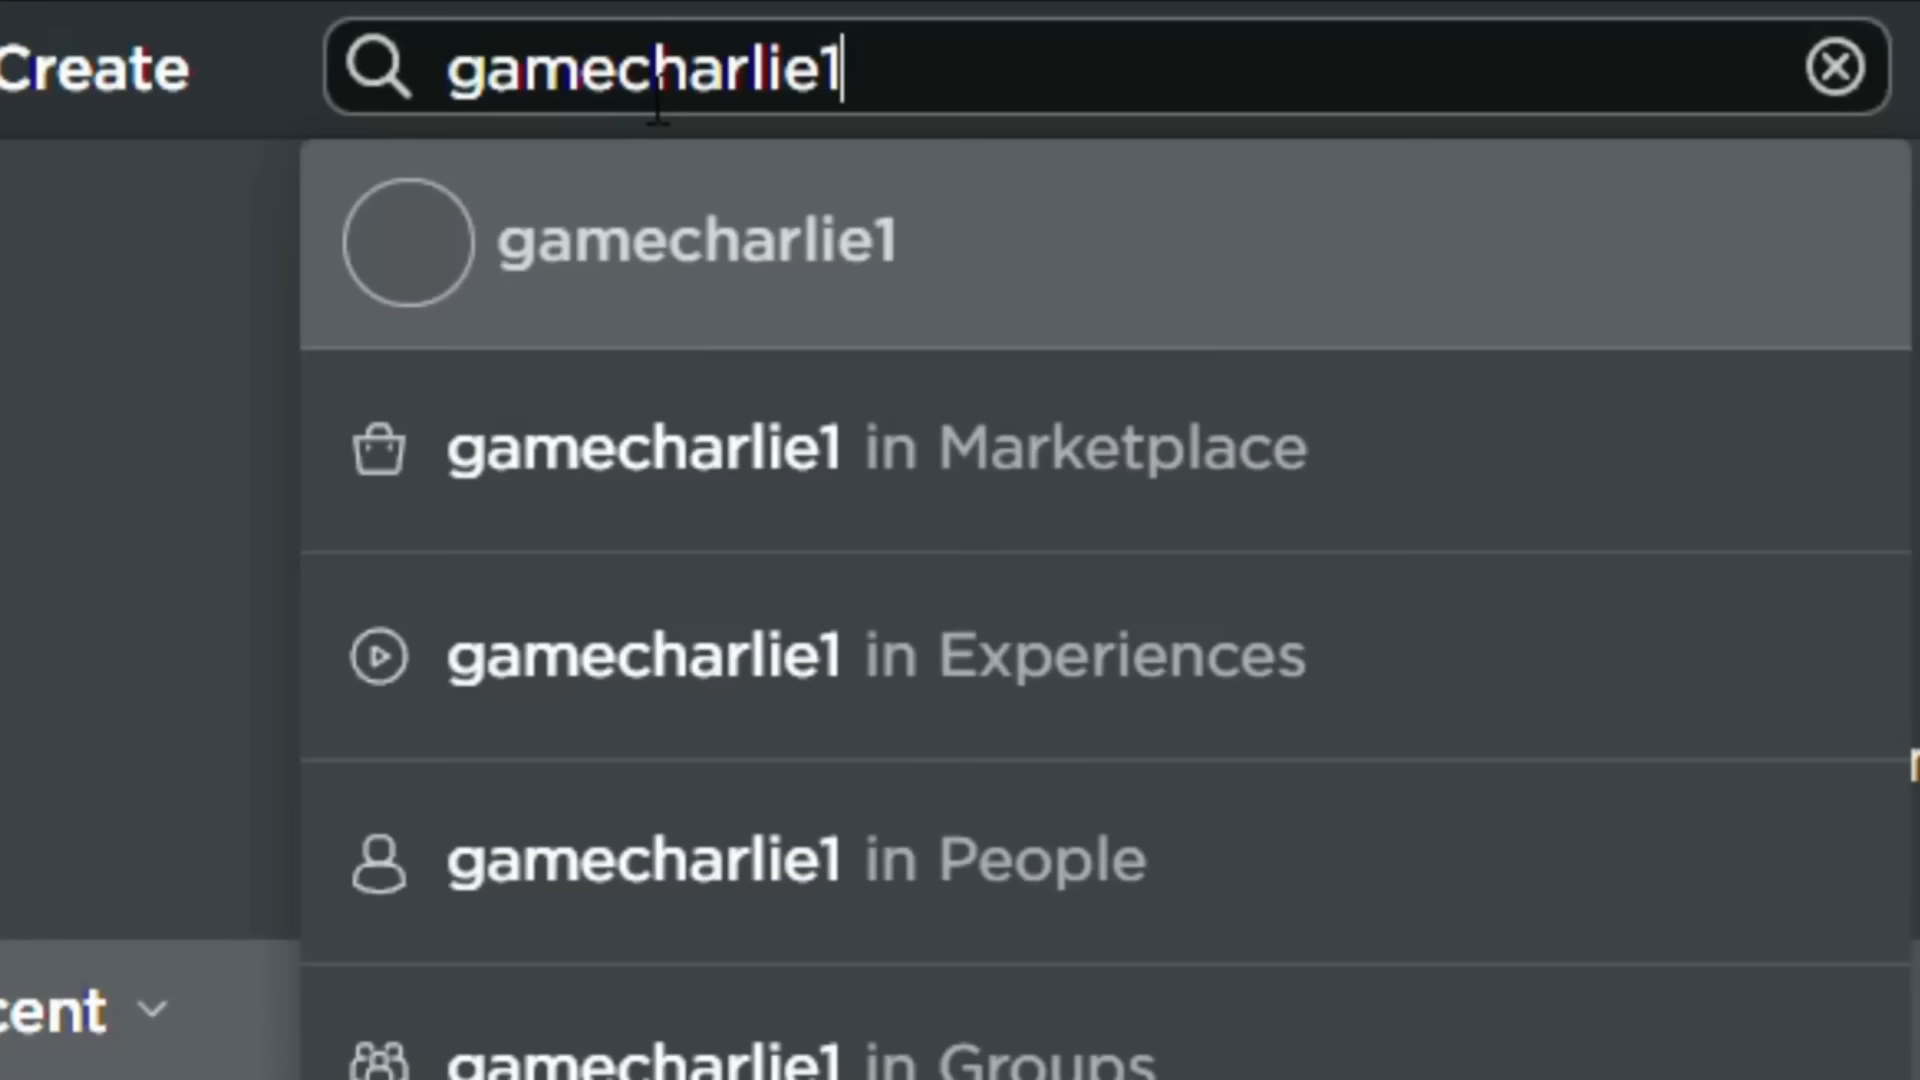 Create
gamecharlie1
gamecharlie1
gamecharlie1 in Marketplace
gamecharlie1 in Experiences
gamecharlie1 in People
cent
gamecharlie1 in Groups